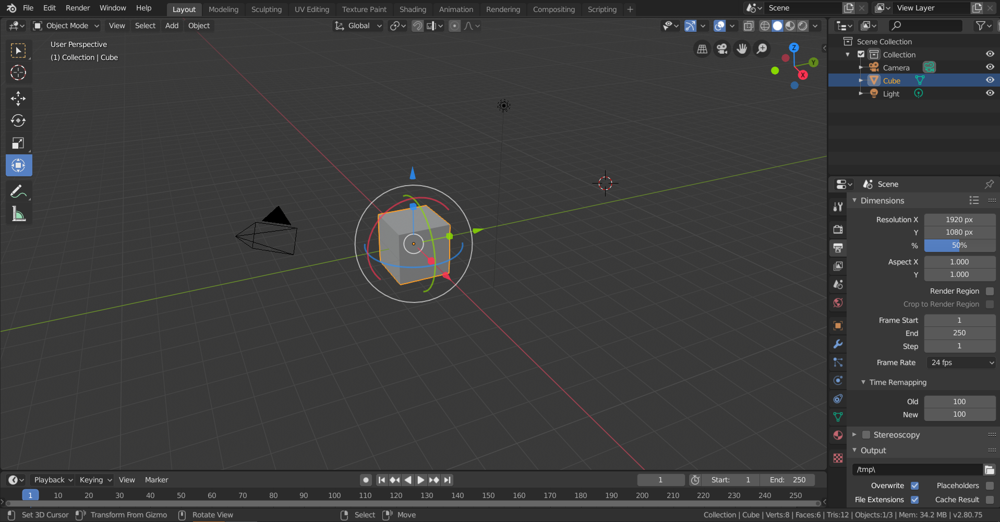 File Edit Render Window Help Layout Modeling Sculpting UV Editing Texture Paint Shading Animation Rendering Compositing Scripting + Scene View Layer
Object Mode View Select Add Object Global
User Perspective
(1) Collection | Cube
Z
Y
X
Scene Collection
Collection
Camera
Cube
Light
Scene
Dimensions
Resolution X 1920 px
Y 1080 px
% 50%
Aspect X 1.000
Y 1.000
Render Region
Crop to Render Region
Frame Start 1
End 250
Step 1
Frame Rate 24 fps
Time Remapping
Old 100
New 100
Stereoscopy
Output
/tmp\
Overwrite Placeholders
File Extensions Cache Result
Playback Keying View Marker 1 Start: 1 End: 250
1 10 20 30 40 50 60 70 80 90 100 110 120 130 140 150 160 170 180 190 200 210 220 230 240 250
Set 3D Cursor Transform From Gizmo Rotate View Select Move Collection | Cube | Verts:8 | Faces:6 | Tris:12 | Objects:1/3 | Mem: 34.2 MB | v2.80.75